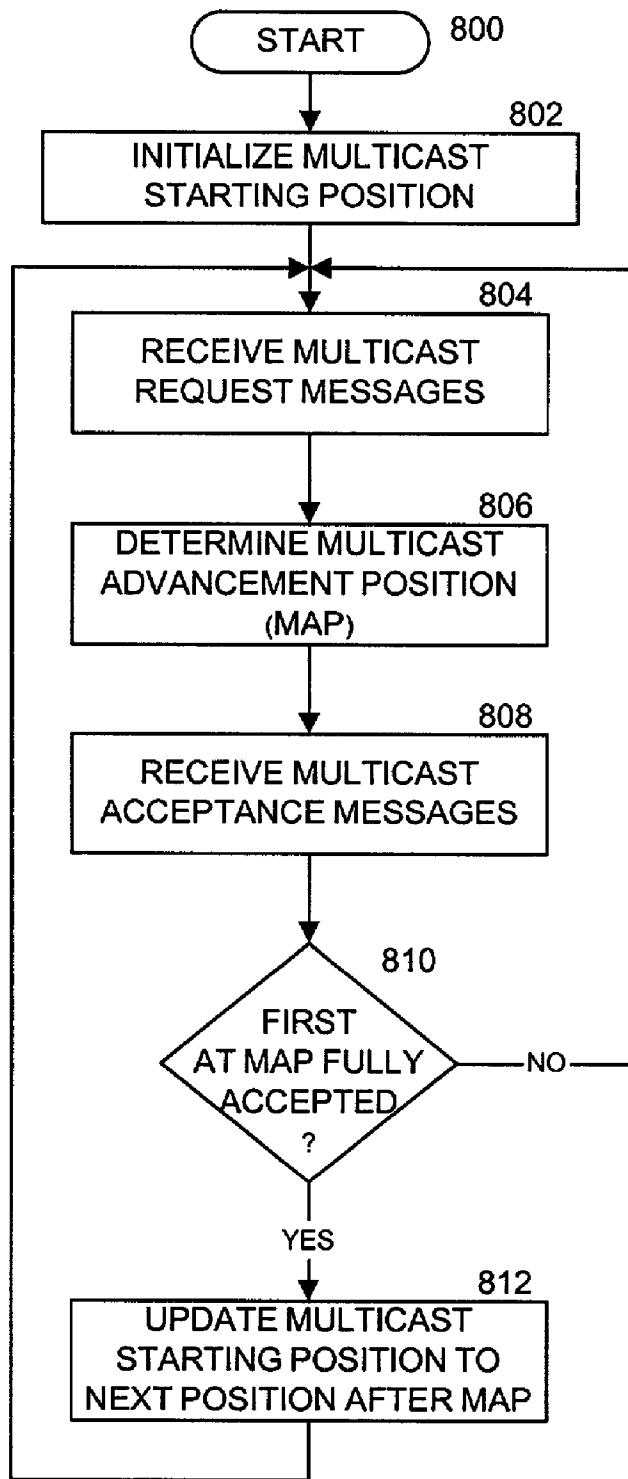 START
800
802
INITIALIZE MULTICAST
STARTING POSITION
804
RECEIVE MULTICAST
REQUEST MESSAGES
806
DETERMINE MULTICAST
ADVANCEMENT POSITION
(MAP)
808
RECEIVE MULTICAST
ACCEPTANCE MESSAGES
810
FIRST
AT MAP FULLY
ACCEPTED
?
NO
YES
812
UPDATE MULTICAST
STARTING POSITION TO
NEXT POSITION AFTER MAP